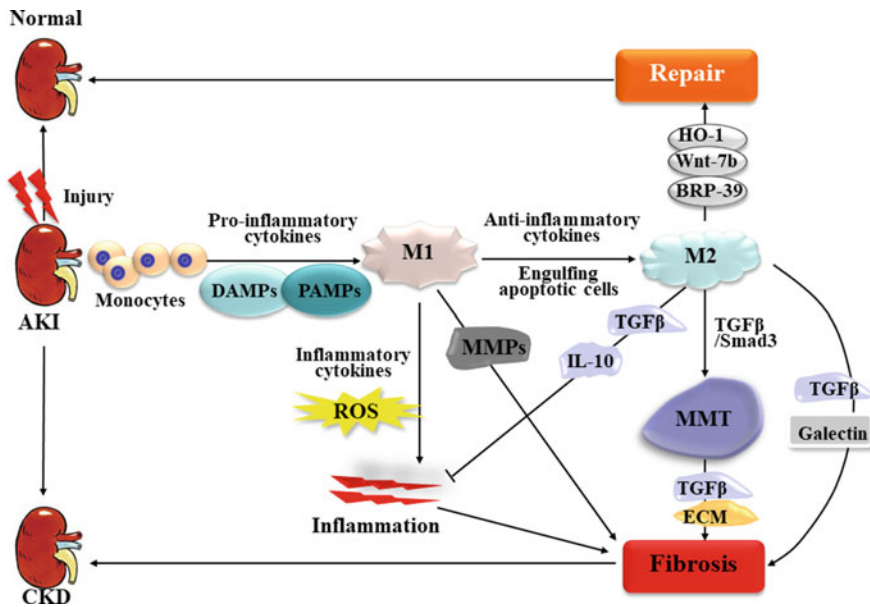 Normal
Repair
HO-1
Wnt-7b
BRP-39
Injury
Pro-inflammatory
cytokines
Anti-inflammatory
cytokines
M1
M2
Monocytes
DAMPs
PAMPs
Engulfing
apoptotic cells
AKI
Inflammatory
cytokines
ROS
MMPs
TGFβ
IL-10
TGFβ
/Smad3
MMT
TGFβ
Galectin
TGFβ
ECM
Inflammation
Fibrosis
CKD